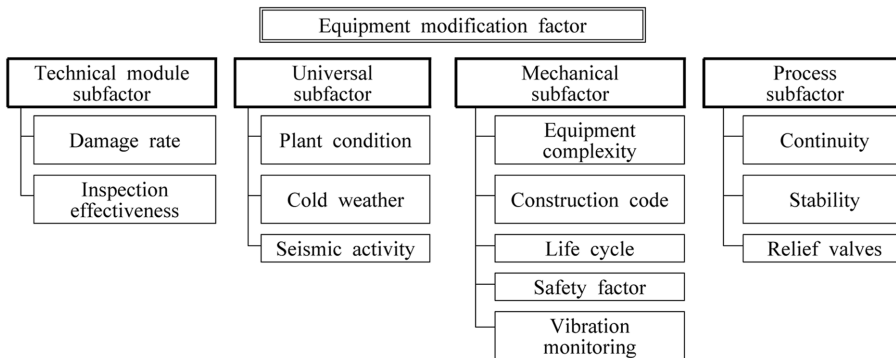 Equipment modification factor
Technical module
subfactor
Damage rate
Inspection
effectiveness
Universal
subfactor
Plant condition
Cold weather
Seismic activity
Mechanical
subfactor
Equipment
complexity
Construction code
Life cycle
Safety factor
Vibration
monitoring
Process
subfactor
Continuity
Stability
Relief valves